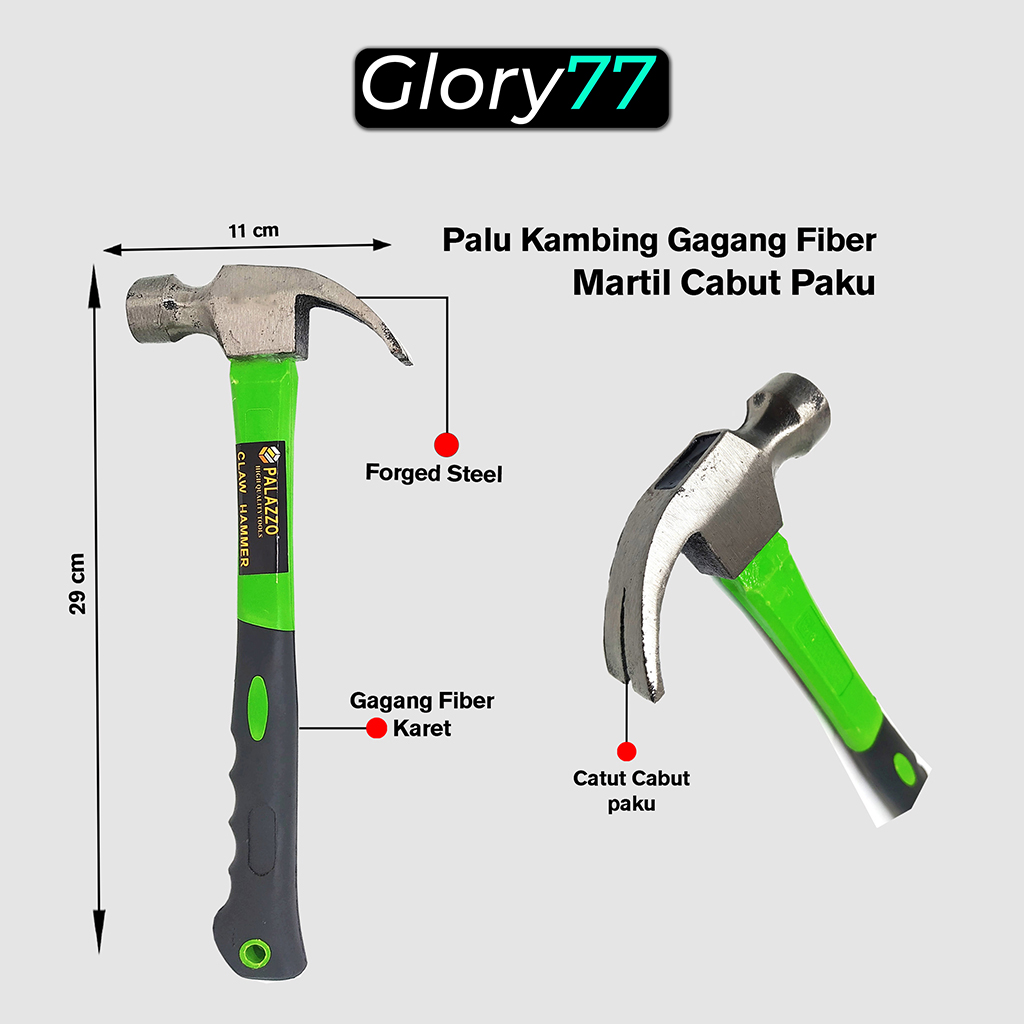 Glory77
11 cm
Palu Kambing Gagang Fiber
Martil Cabut Paku
29 cm
Forged Steel
PALAZZO
HIGH QUALITY TOOLS
CLAW HAMMER
Gagang Fiber
Karet
Catut Cabut
paku